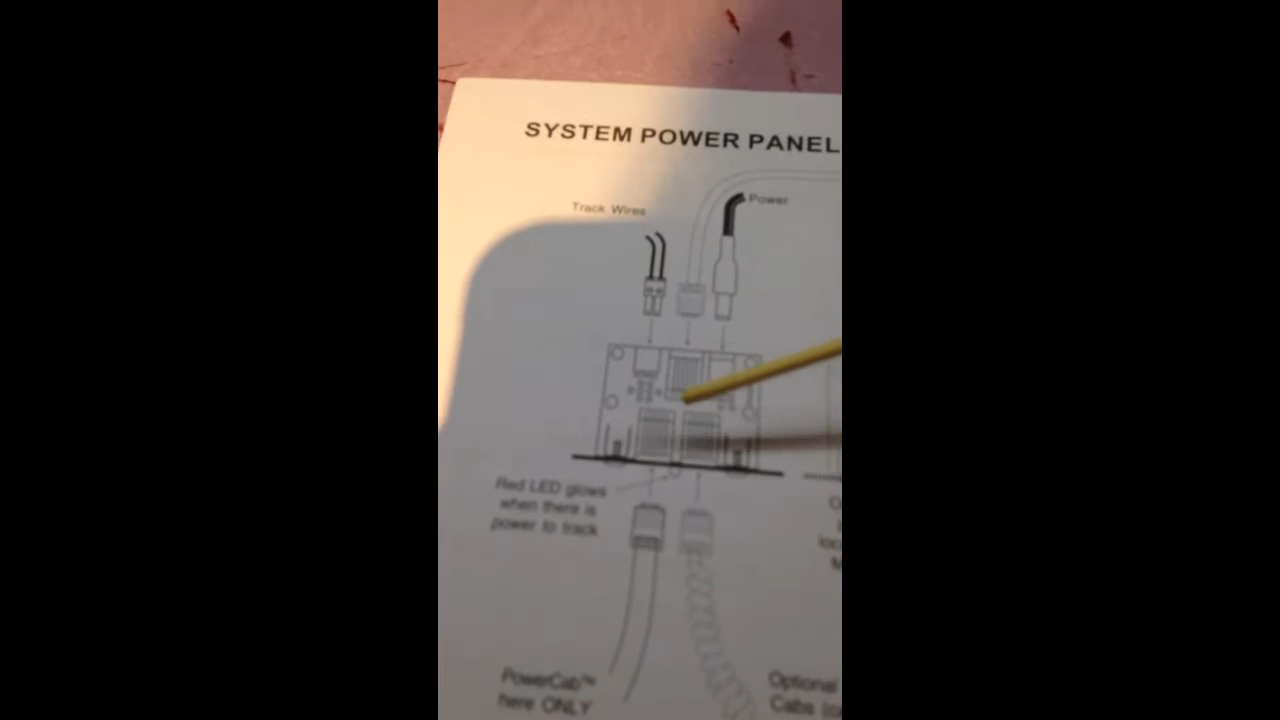 SYSTEM POWER PANEL
Track Wires
Power
Red LED glows
when there is
power to track
PowerCab™
here ONLY
Optional
Cabs